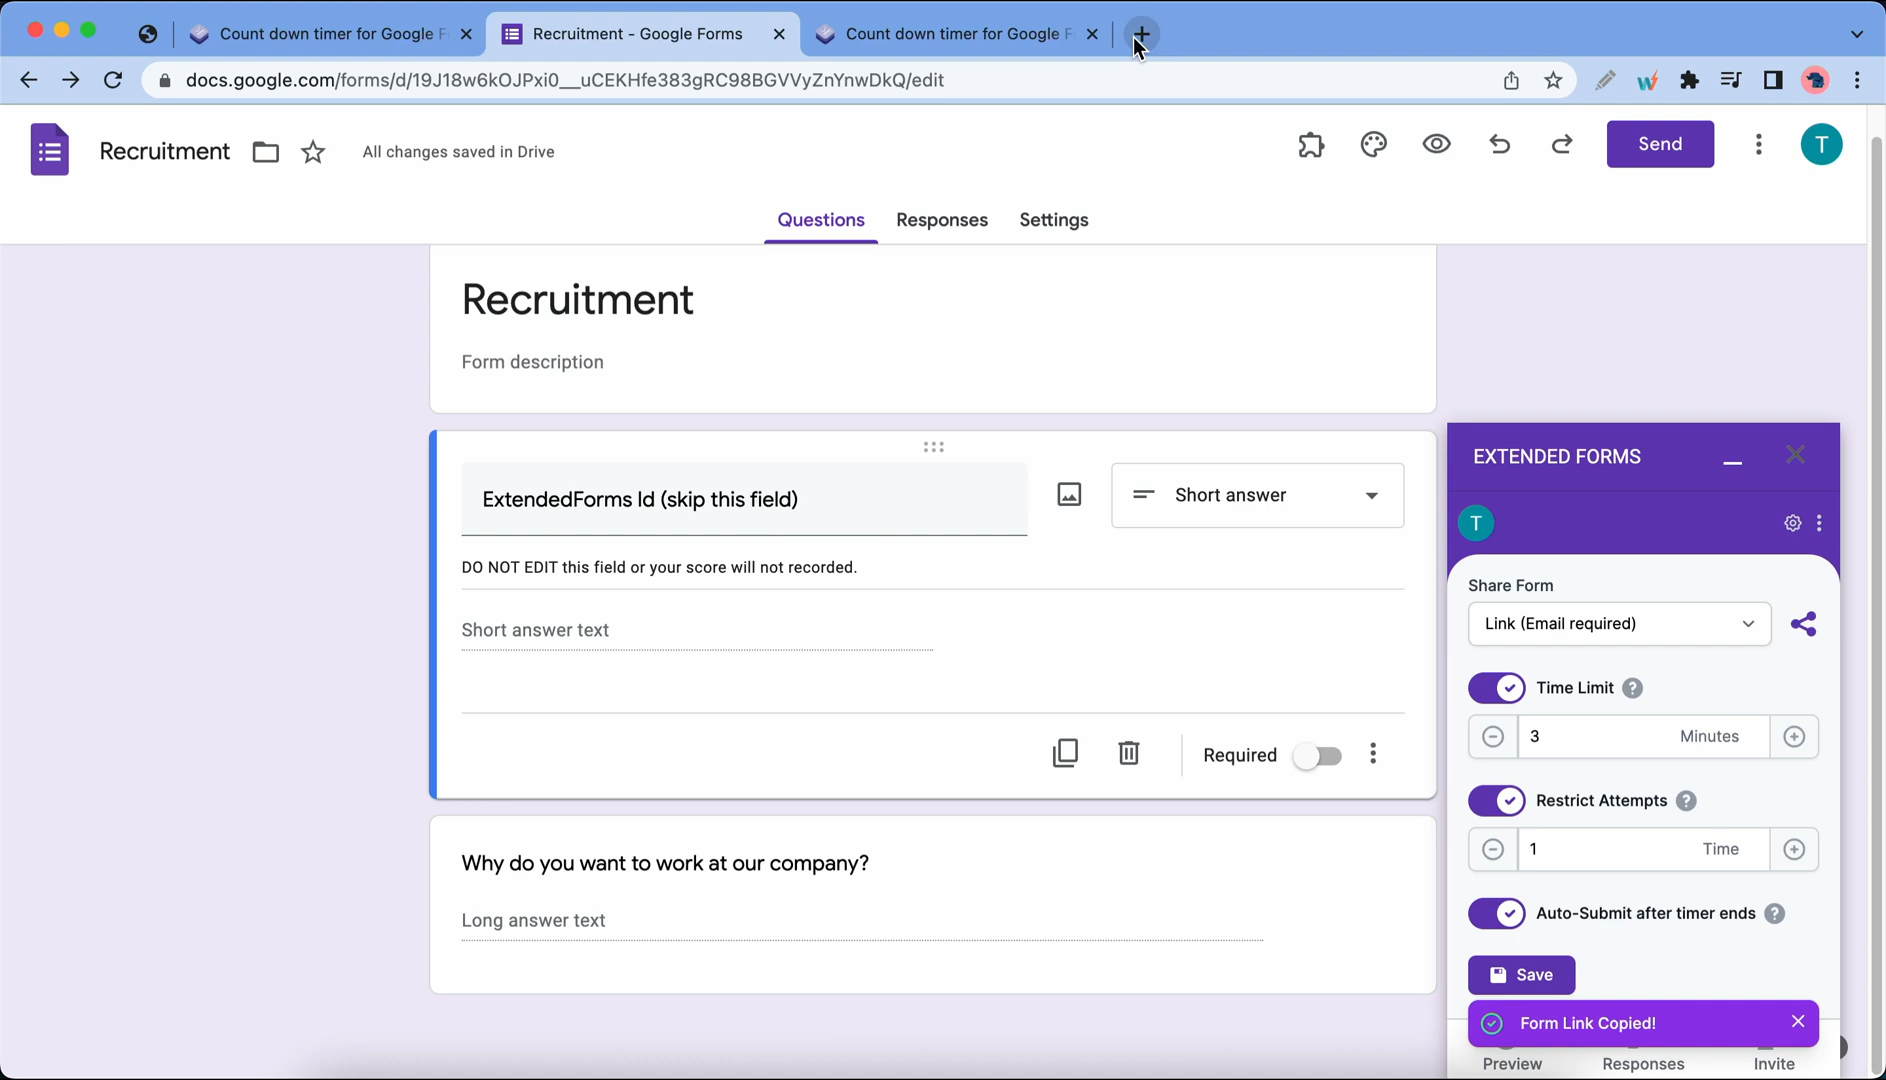 Count down timer for Google F
Recruitment - Google Forms
Count down timer for Google F
docs.google.com/forms/d/19J18w6kOJPxi0__uCEKHfe383gRC98BGVVyZnYnwDkQ/edit
Recruitment
All changes saved in Drive
Send
T
Questions
Responses
Settings
Recruitment
Form description
ExtendedForms Id (skip this field)
Short answer
DO NOT EDIT this field or your score will not recorded.
Short answer text
Required
Why do you want to work at our company?
Long answer text
EXTENDED FORMS
T
Share Form
Link (Email required)
Time Limit ?
3 Minutes
Restrict Attempts ?
1 Time
Auto-Submit after timer ends ?
Save
Form Link Copied!
Preview
Responses
Invite